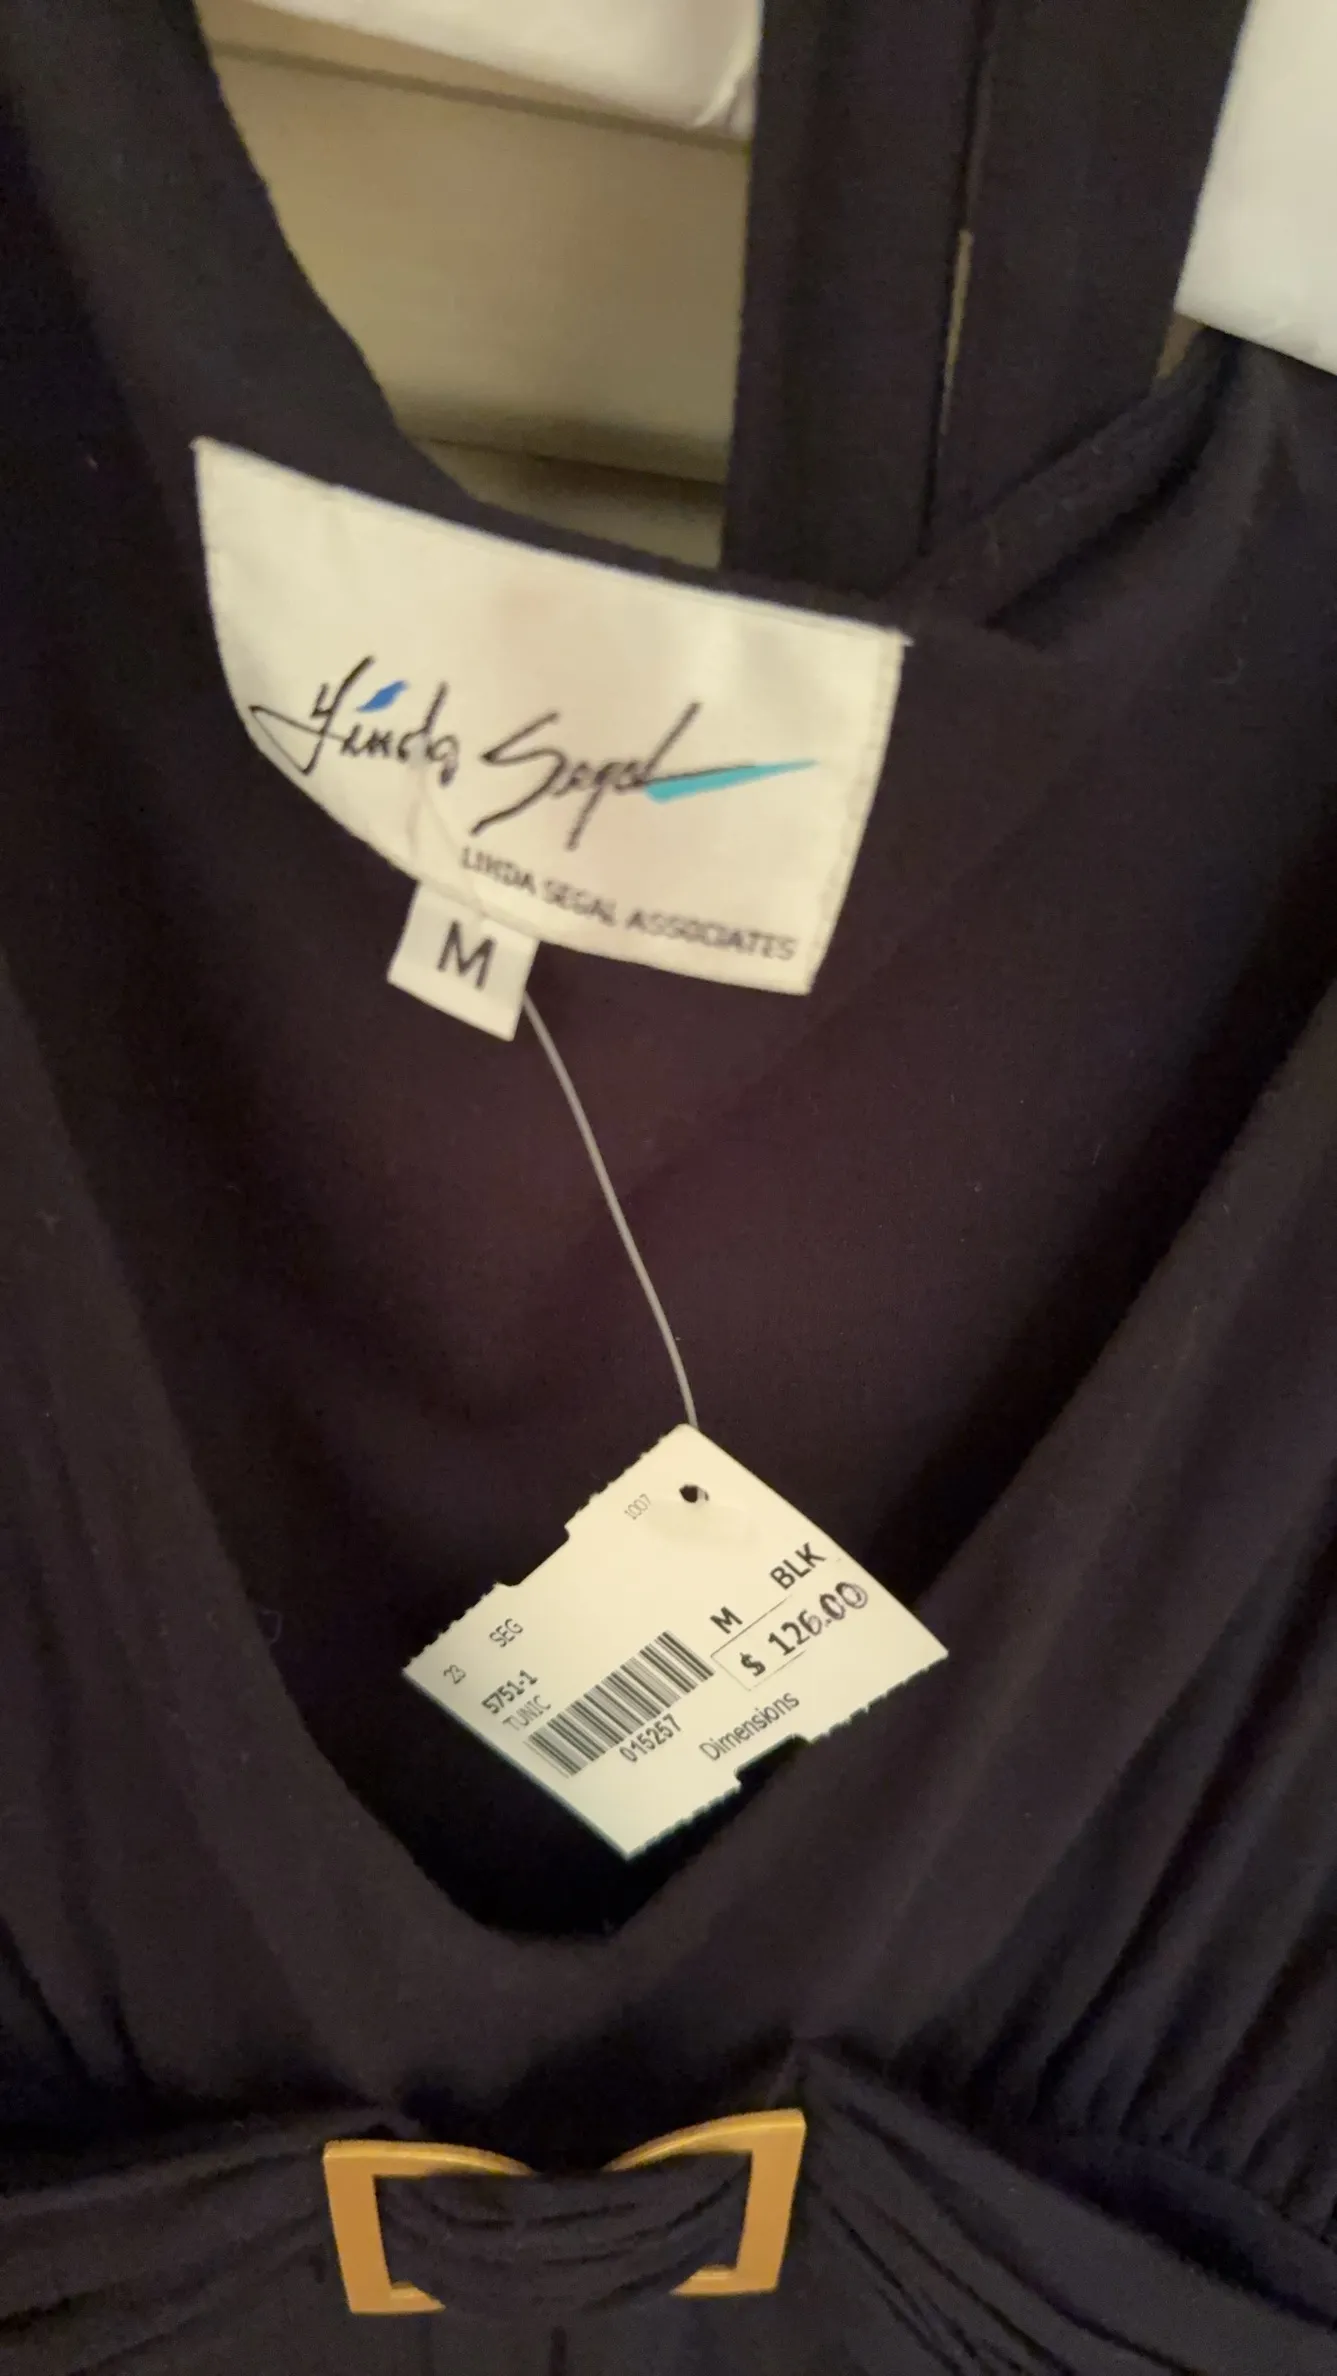 Linda Segal
LINDA SEGAL ASSOCIATES
M
1007
23 SEG
5751-1
TUNIC
015257
M BLK
$ 126.00
Dimensions